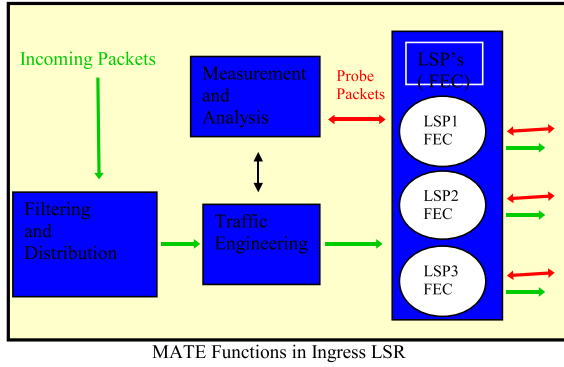 Incoming Packets
Measurement
and
Analysis
Probe
Packets
LSP's
( FEC)
LSP1
FEC
Filtering
and
Distribution
Traffic
Engineering
LSP2
FEC
LSP3
FEC
MATE Functions in Ingress LSR